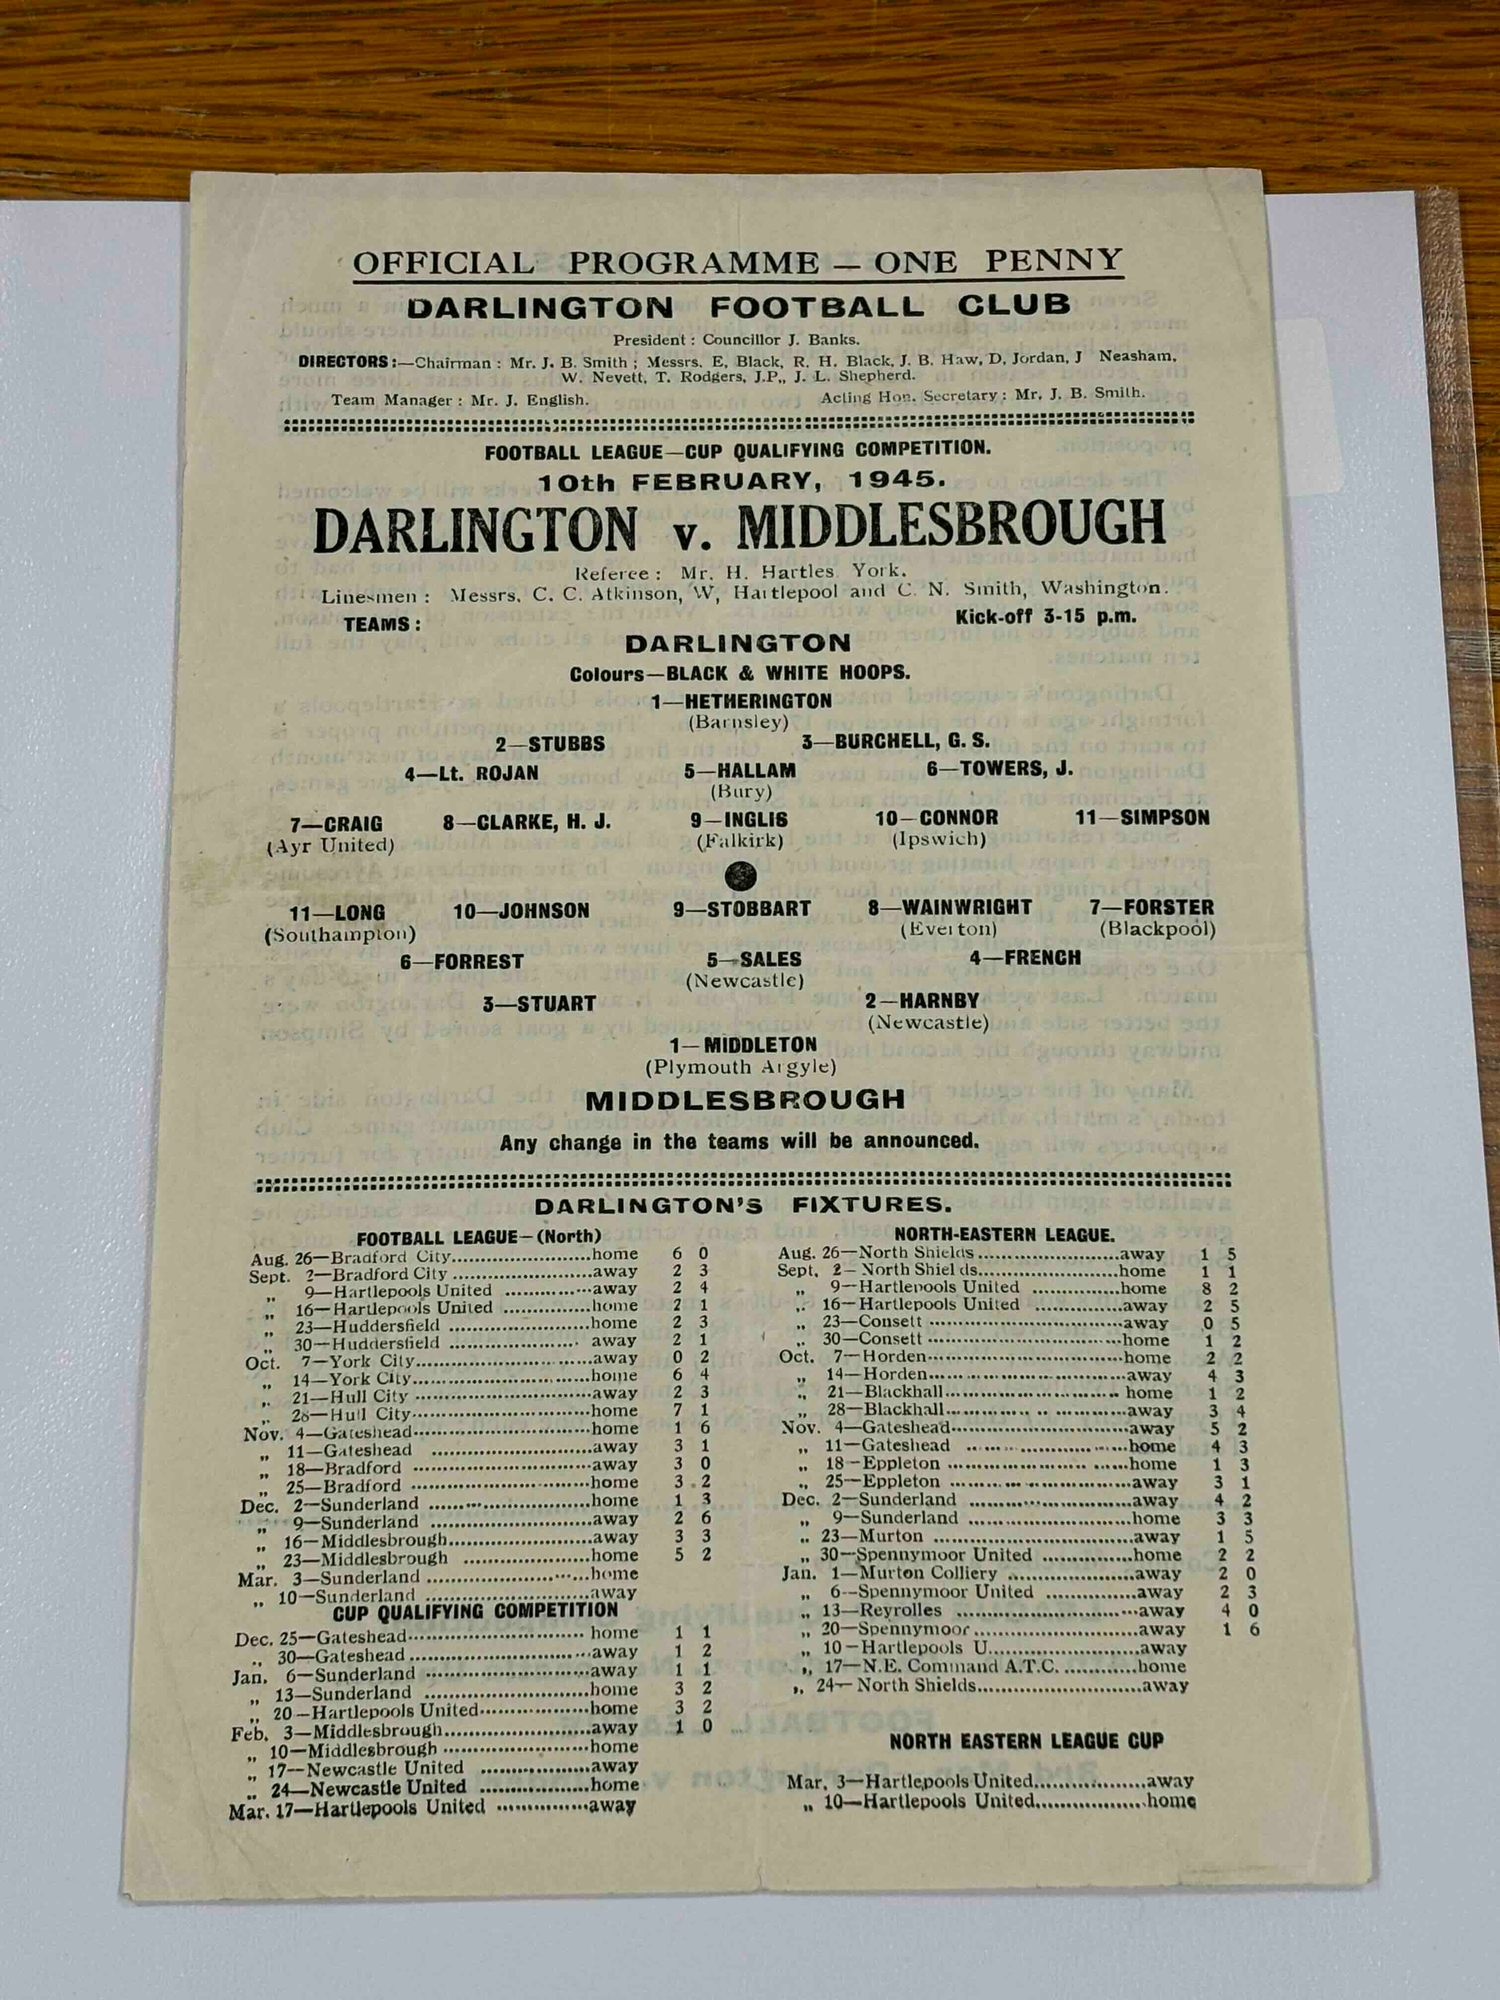 OFFICIAL PROGRAMME — ONE PENNY
DARLINGTON FOOTBALL CLUB
President : Councillor J. Banks.
DIRECTORS:—Chairman : Mr. J. B. Smith ; Messrs. E, Black, R. H. Black, J. B. Haw, D. Jordan, J Neasham.
W. Nevett, T. Rodgers, J.P., J. L. Shepherd.
Team Manager : Mr. J. English. Acting Hon. Secretary : Mr. J. B. Smith.
FOOTBALL LEAGUE—CUP QUALIFYING COMPETITION.
10th FEBRUARY, 1945.
DARLINGTON v. MIDDLESBROUGH
Referee : Mr. H. Hartles York.
Linesmen : Messrs. C. C. Atkinson, W, Hartlepool and C. N. Smith, Washington.
TEAMS : Kick-off 3-15 p.m.
DARLINGTON
Colours—BLACK & WHITE HOOPS.
1—HETHERINGTON
(Barnsley)
2—STUBBS 3—BURCHELL, G. S.
4—Lt. ROJAN 5—HALLAM 6—TOWERS, J.
(Bury)
7—CRAIG 8—CLARKE, H. J. 9—INGLIS 10—CONNOR 11—SIMPSON
(Ayr United) (Falkirk) (Ipswich)
11—LONG 10—JOHNSON 9—STOBBART 8—WAINWRIGHT 7—FORSTER
(Southampton) (Everton) (Blackpool)
6—FORREST 5—SALES 4—FRENCH
(Newcastle)
3—STUART 2—HARNBY
(Newcastle)
1—MIDDLETON
(Plymouth Argyle)
MIDDLESBROUGH
Any change in the teams will be announced.
DARLINGTON'S FIXTURES.
FOOTBALL LEAGUE—(North)
Aug. 26—Bradford City............home 6 0
Sept. 2—Bradford City............away 2 3
„ 9—Hartlepools United............away 2 4
„ 16—Hartlepools United............home 2 1
„ 23—Huddersfield............home 2 3
„ 30—Huddersfield............away 2 1
Oct. 7—York City............away 0 2
„ 14—York City............home 6 4
„ 21—Hull City............away 2 3
„ 28—Hull City............home 7 1
Nov. 4—Gateshead............home 1 6
„ 11—Gateshead............away 3 1
„ 18—Bradford............away 3 0
„ 25—Bradford............home 3 2
Dec. 2—Sunderland............home 1 3
„ 9—Sunderland............away 2 6
„ 16—Middlesbrough............away 3 3
„ 23—Middlesbrough............home 5 2
Mar. 3—Sunderland............home
„ 10—Sunderland............away
CUP QUALIFYING COMPETITION
Dec. 25—Gateshead............home 1 1
„ 30—Gateshead............away 1 2
Jan. 6—Sunderland............away 1 1
„ 13—Sunderland............home 3 2
„ 20—Hartlepools United............home 3 2
Feb. 3—Middlesbrough............away 1 0
„ 10—Middlesbrough............home
„ 17—Newcastle United............away
„ 24—Newcastle United............home
Mar. 17—Hartlepools United............away
NORTH-EASTERN LEAGUE.
Aug. 26—North Shields............away 1 5
Sept. 2—North Shields............home 1 1
„ 9—Hartlepools United............home 8 2
„ 16—Hartlepools United............away 2 5
„ 23—Consett............away 0 5
„ 30—Consett............home 1 2
Oct. 7—Horden............home 2 2
„ 14—Horden............away 4 3
„ 21—Blackhall............home 1 2
„ 28—Blackhall............away 3 4
Nov. 4—Gateshead............away 5 2
„ 11—Gateshead............home 4 3
„ 18—Eppleton............home 1 3
„ 25—Eppleton............away 3 1
Dec. 2—Sunderland............away 4 2
„ 9—Sunderland............home 3 3
„ 23—Murton............away 1 5
„ 30—Spennymoor United............home 2 2
Jan. 1—Murton Colliery............away 2 0
„ 6—Spennymoor United............away 2 3
„ 13—Reyrolles............away 4 0
„ 20—Spennymoor............away 1 6
„ 10—Hartlepools U............away
„ 17—N.E. Command A.T.C.............home
„ 24—North Shields............away
NORTH EASTERN LEAGUE CUP
Mar. 3—Hartlepools United............away
„ 10—Hartlepools United............home